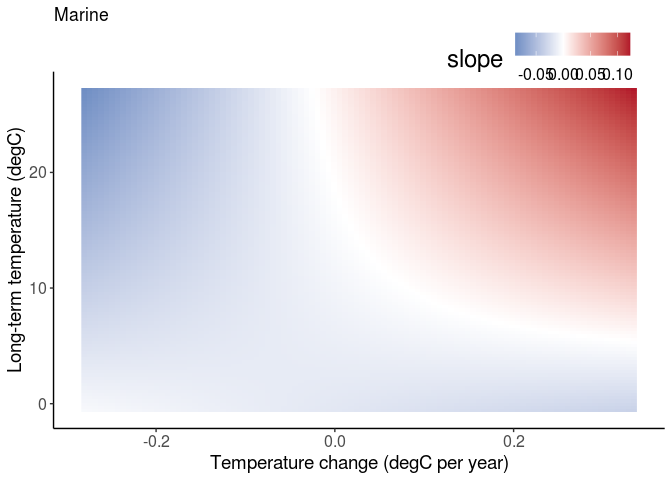 Marine
slope
-0.05 0.00 0.05 0.10
Long-term temperature (degC)
20
10
0
-0.2 0.0 0.2
Temperature change (degC per year)